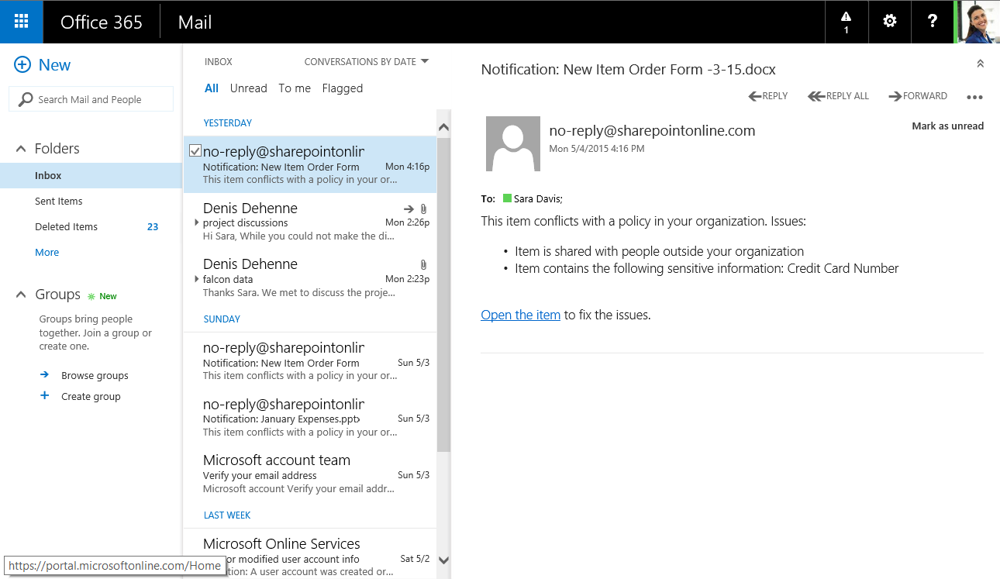 Office 365 Mail 1 ?
New
Search Mail and People
Folders
Inbox
Sent Items
Deleted Items 23
More
Groups New
Groups bring people
together. Join a group or
create one.
Browse groups
Create group
INBOX CONVERSATIONS BY DATE
All Unread To me Flagged
YESTERDAY
no-reply@sharepointonlin
Notification: New Item Order Form Mon 4:16p
This item conflicts with a policy in your or...
Denis Dehenne
project discussions Mon 2:26p
Hi Sara, While you could not make the di...
Denis Dehenne
falcon data Mon 2:23p
Thanks Sara. We met to discuss the proje...
SUNDAY
no-reply@sharepointonlin
Notification: New Item Order Form Sun 5/3
This item conflicts with a policy in your or...
no-reply@sharepointonlin
Notification: January Expenses.pptx Sun 5/3
This item conflicts with a policy in your or...
Microsoft account team
Verify your email address Sun 5/3
Microsoft account Verify your email addr...
LAST WEEK
Microsoft Online Services
or modified user account info Sat 5/2
tion: A user account was created or...
Notification: New Item Order Form -3-15.docx
REPLY REPLY ALL FORWARD ...
no-reply@sharepointonline.com Mark as unread
Mon 5/4/2015 4:16 PM
To: Sara Davis;
This item conflicts with a policy in your organization. Issues:
• Item is shared with people outside your organization
• Item contains the following sensitive information: Credit Card Number
Open the item to fix the issues.
https://portal.microsoftonline.com/Home